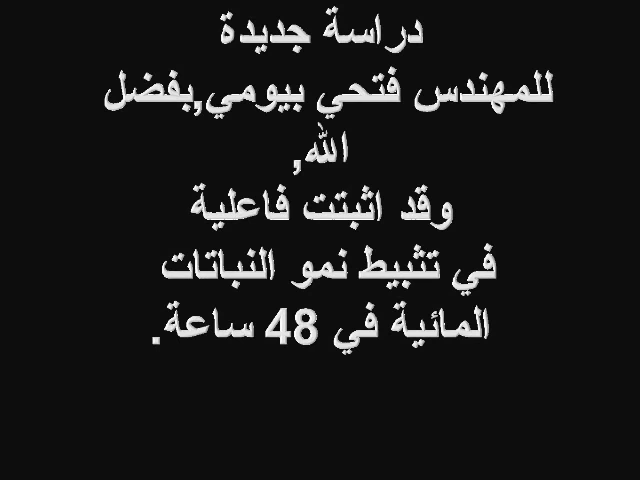 دراسة جديدة
للمهندس فتحي بيومي,بفضل
الله,
وقد اثبتت فاعلية
في تثبيط نمو النباتات
المائية في 48 ساعة.